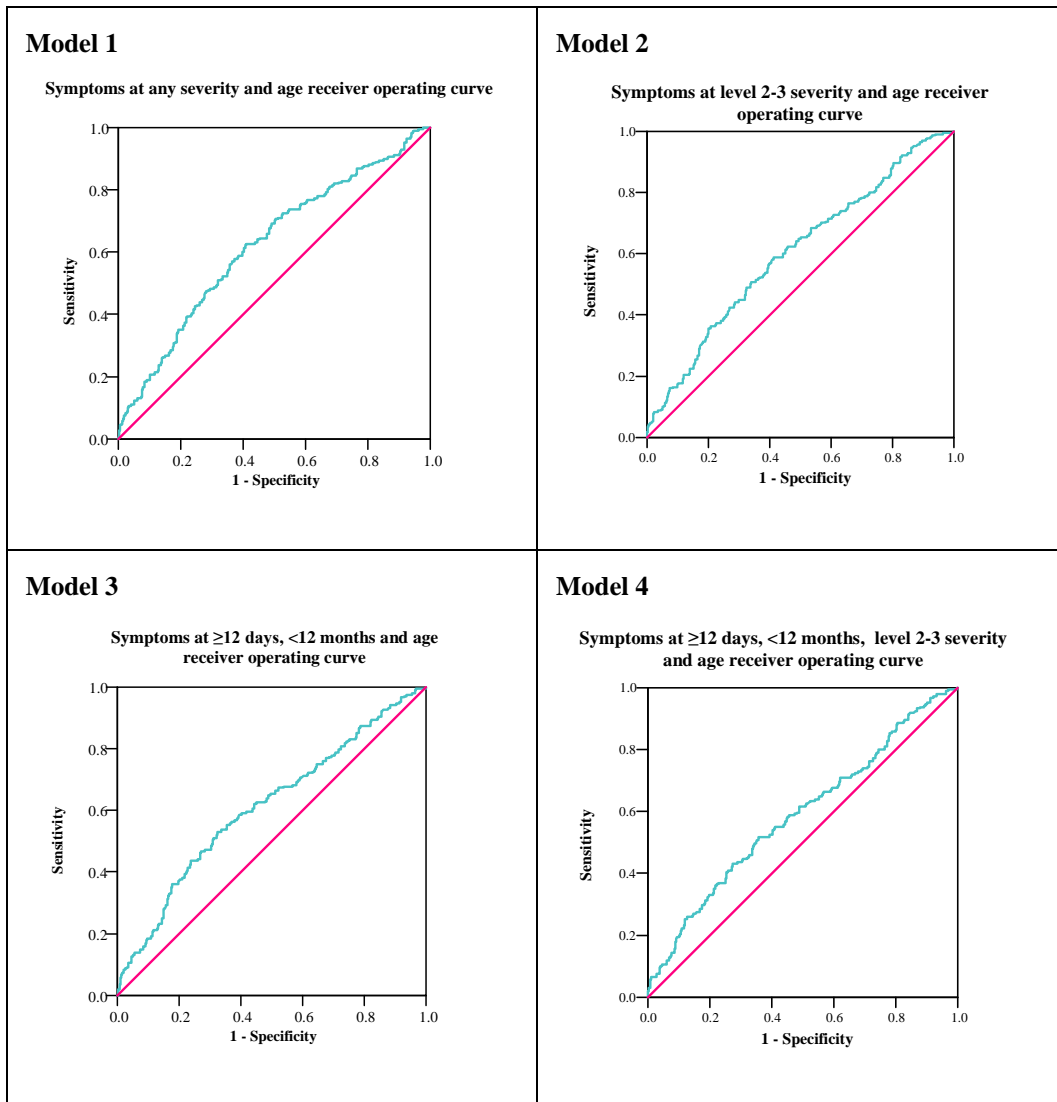 Model 1
Symptoms at any severity and age receiver operating curve
1.0
0.8
0.6
0.4
0.2
0.0
Sensitivity
0.0 0.2 0.4 0.6 0.8 1.0
1 - Specificity
Model 2
Symptoms at level 2-3 severity and age receiver
operating curve
1.0
0.8
0.6
0.4
0.2
0.0
Sensitivity
0.0 0.2 0.4 0.6 0.8 1.0
1 - Specificity
Model 3
Symptoms at ≥12 days, <12 months and age
receiver operating curve
1.0
0.8
0.6
0.4
0.2
0.0
Sensitivity
0.0 0.2 0.4 0.6 0.8 1.0
1 - Specificity
Model 4
Symptoms at ≥12 days, <12 months, level 2-3 severity
and age receiver operating curve
1.0
0.8
0.6
0.4
0.2
0.0
Sensitivity
0.0 0.2 0.4 0.6 0.8 1.0
1 - Specificity